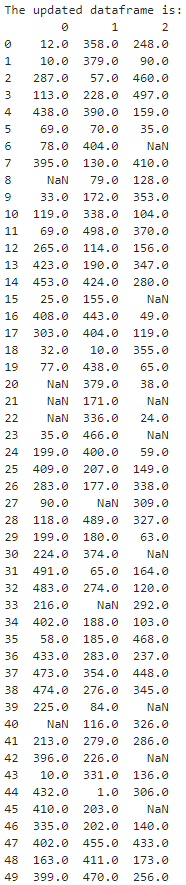 The updated dataframe is:
        0      1      2
0    12.0  358.0  248.0
1    10.0  379.0   90.0
2   287.0   57.0  460.0
3   113.0  228.0  497.0
4   438.0  390.0  159.0
5    69.0   70.0   35.0
6    78.0  404.0    NaN
7   395.0  130.0  410.0
8     NaN   79.0  128.0
9    33.0  172.0  353.0
10  119.0  338.0  104.0
11   69.0  498.0  370.0
12  265.0  114.0  156.0
13  423.0  190.0  347.0
14  453.0  424.0  280.0
15   25.0  155.0    NaN
16  408.0  443.0   49.0
17  303.0  404.0  119.0
18   32.0   10.0  355.0
19   77.0  438.0   65.0
20    NaN  379.0   38.0
21    NaN  171.0    NaN
22    NaN  336.0   24.0
23   35.0  466.0    NaN
24  199.0  400.0   59.0
25  409.0  207.0  149.0
26  283.0  177.0  338.0
27   90.0    NaN  309.0
28  118.0  489.0  327.0
29  199.0  180.0   63.0
30  224.0  374.0    NaN
31  491.0   65.0  164.0
32  483.0  274.0  120.0
33  216.0    NaN  292.0
34  402.0  188.0  103.0
35   58.0  185.0  468.0
36  433.0  283.0  237.0
37  473.0  354.0  448.0
38  474.0  276.0  345.0
39  225.0   84.0    NaN
40    NaN  116.0  326.0
41  213.0  279.0  286.0
42  396.0  226.0    NaN
43   10.0  331.0  136.0
44  432.0    1.0  306.0
45  410.0  203.0    NaN
46  335.0  202.0  140.0
47  402.0  455.0  433.0
48  163.0  411.0  173.0
49  399.0  470.0  256.0